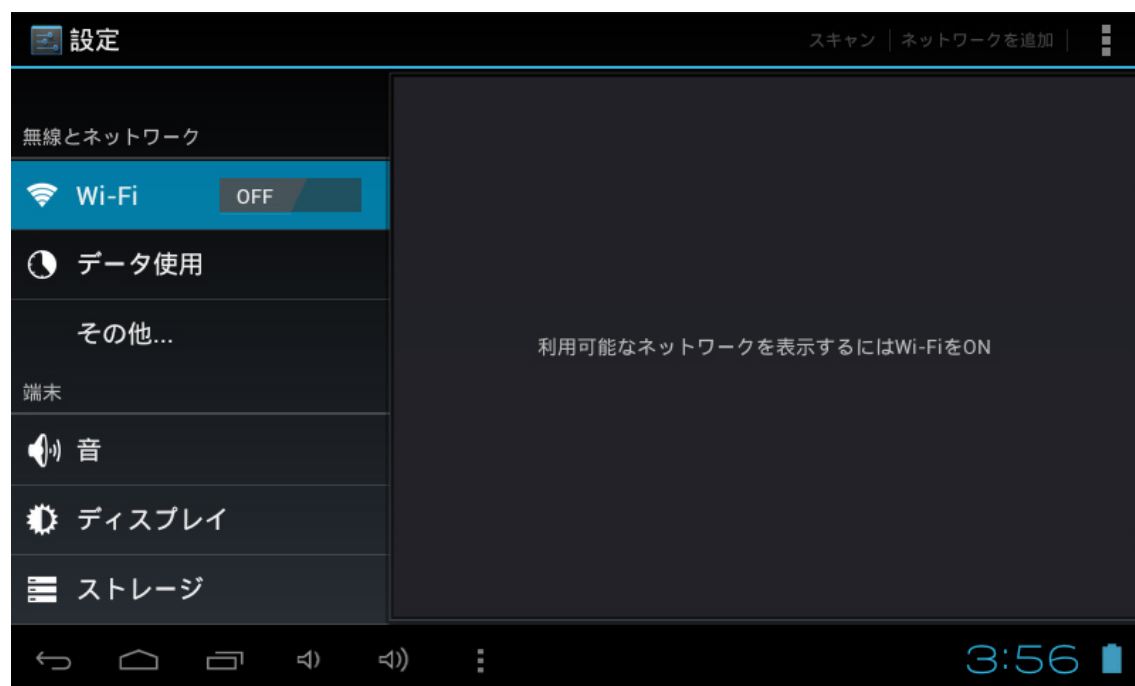 設定
スキャン
ネットワークを追加
無線とネットワーク
Wi-Fi OFF
データ使用
その他...
利用可能なネットワークを表示するにはWi-FiをON
端末
音
ディスプレイ
ストレージ
3:56